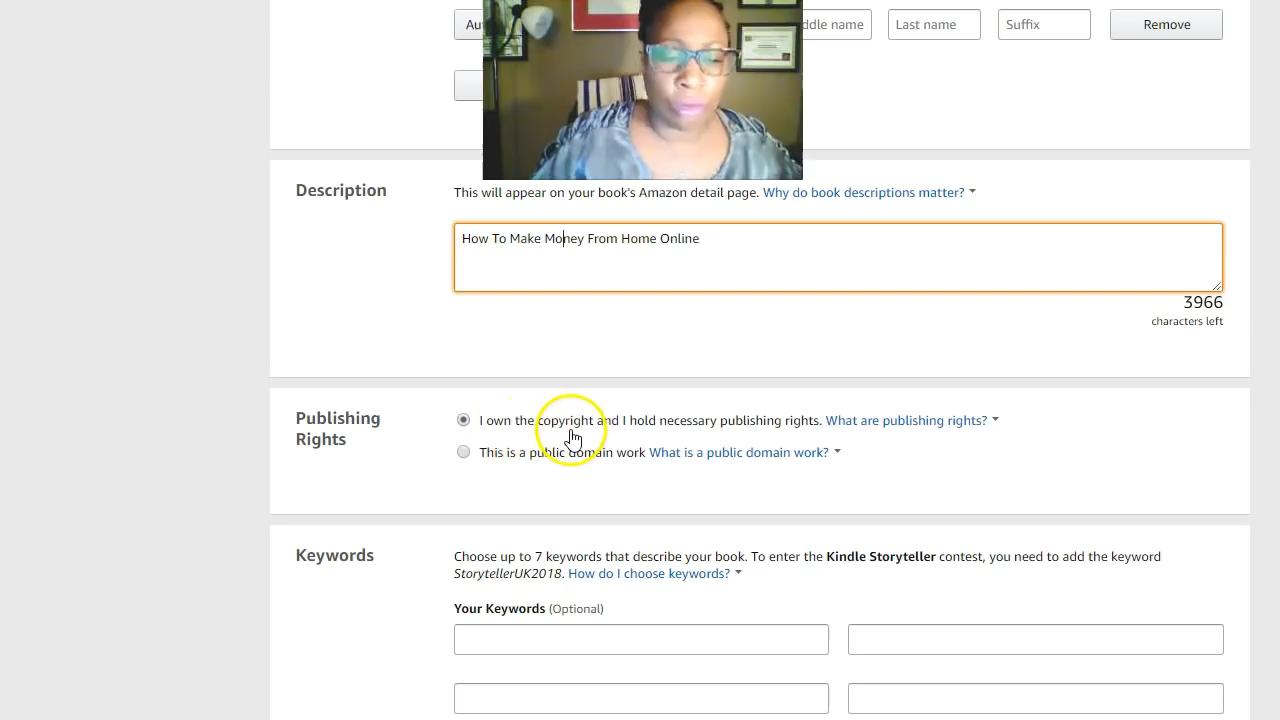 Au
ddle name
Last name
Suffix
Remove
Description
This will appear on your book's Amazon detail page. Why do book descriptions matter?
How To Make Money From Home Online
3966
characters left
Publishing
Rights
I own the copyright and I hold necessary publishing rights. What are publishing rights?
This is a public domain work What is a public domain work?
Keywords
Choose up to 7 keywords that describe your book. To enter the Kindle Storyteller contest, you need to add the keyword
StorytellerUK2018. How do I choose keywords?
Your Keywords (Optional)